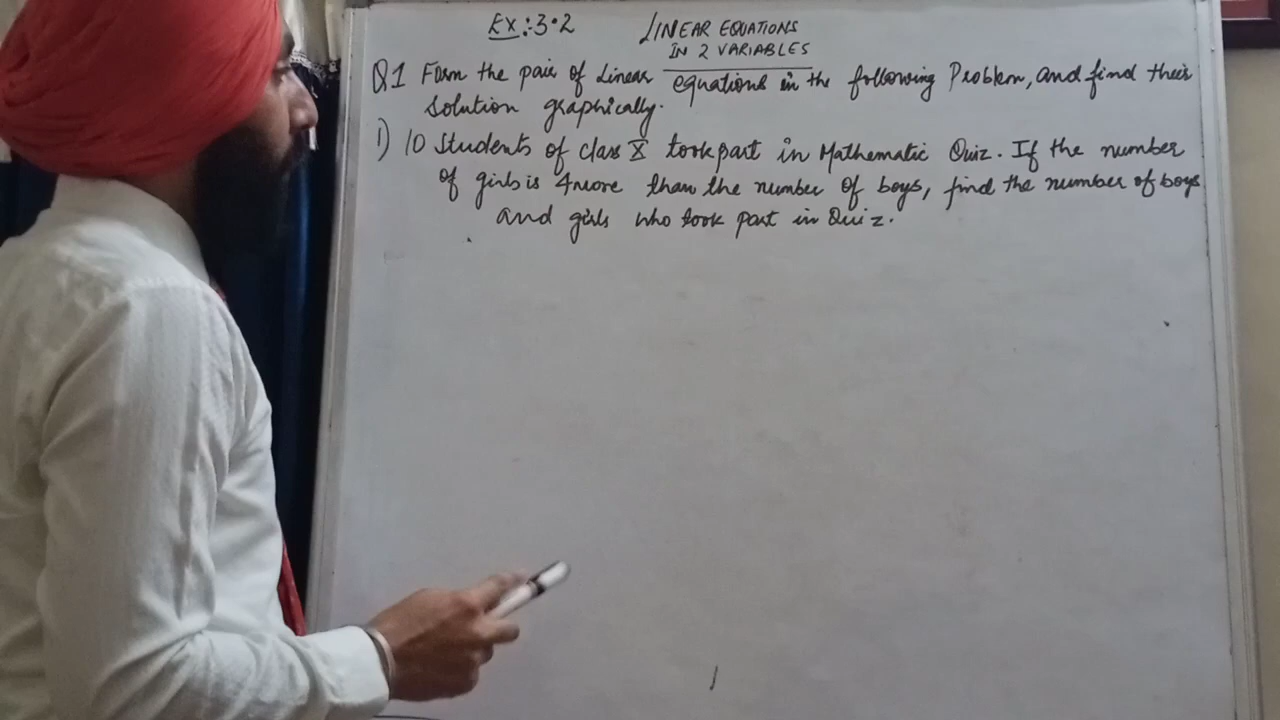 Ex:3.2 LINEAR EQUATIONS
IN 2 VARIABLES
Q1 Form the pair of Linear equations in the following Problem, and find their
Solution graphically.
1) 10 Students of class X took part in Mathematic Quiz. If the number
of girls is 4 more than the number of boys, find the number of boys
and girls who took part in Quiz.